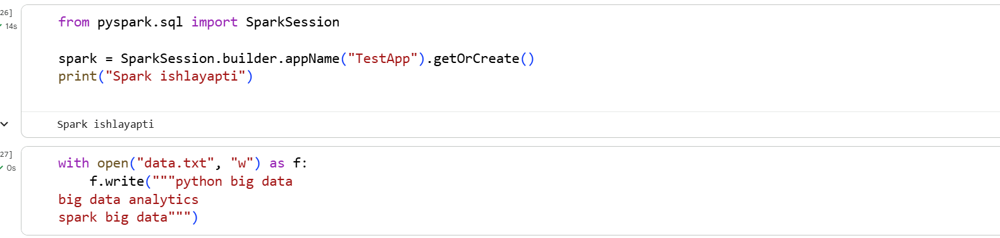 26]
14s
from pyspark.sql import SparkSession
spark = SparkSession.builder.appName("TestApp").getOrCreate()
print("Spark ishlayapti")
Spark ishlayapti
27]
0s
with open("data.txt", "w") as f:
    f.write("""python big data
big data analytics
spark big data""")